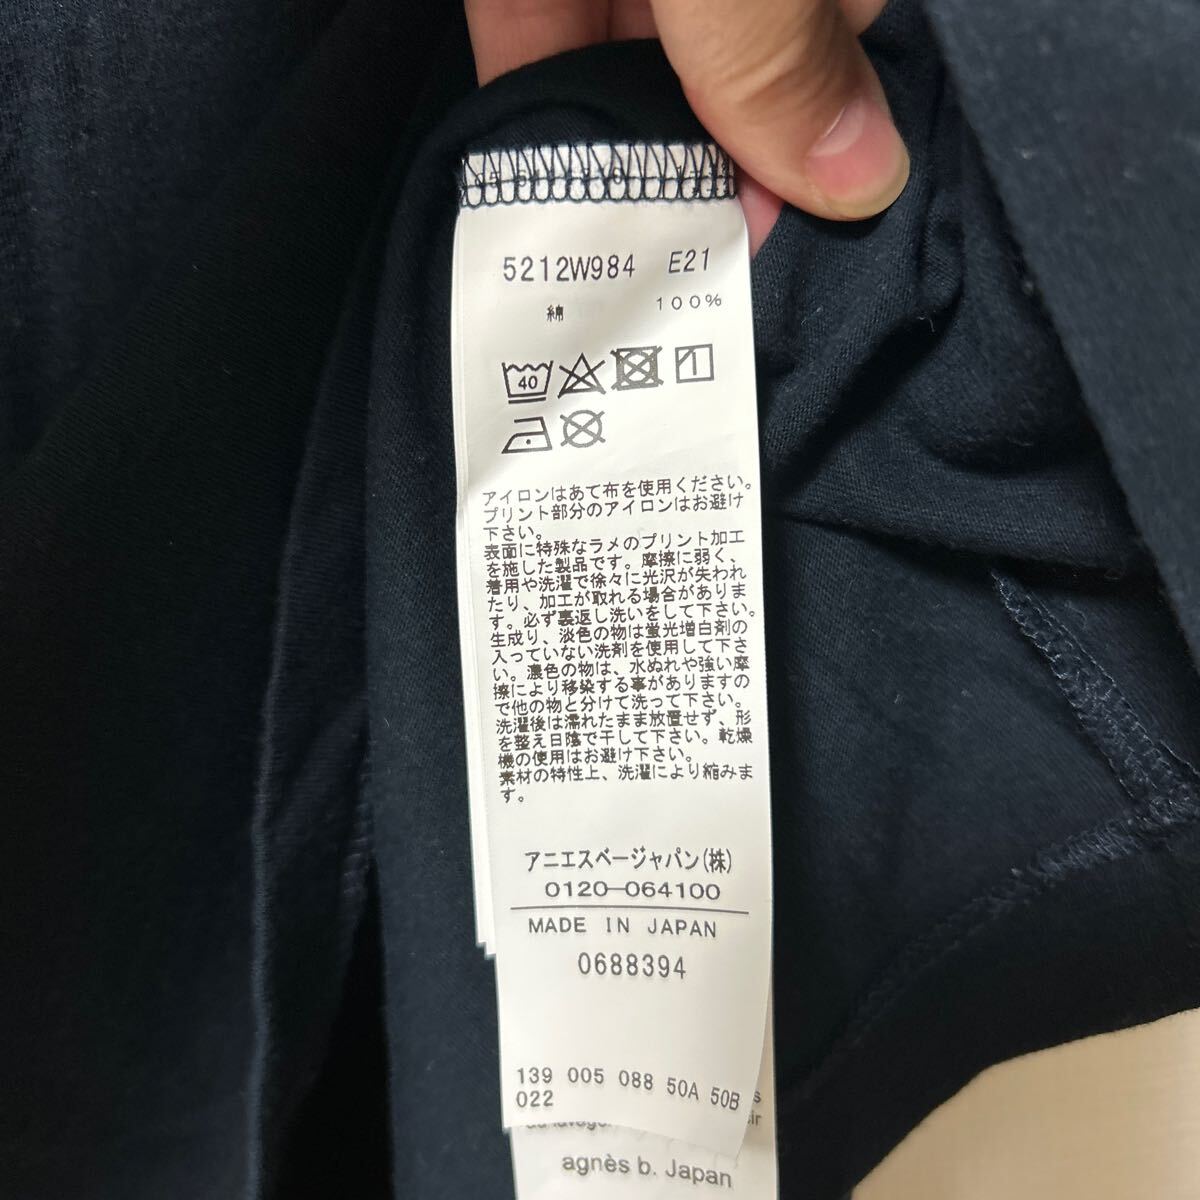 5212W984 E21
綿 100%
40
アイロンはあて布を使用ください。
プリント部分のアイロンはお避け
下さい。
表面に特殊なラメのプリント加工
を施した製品です。摩擦に弱く、
着用や洗濯で徐々に光沢が失われ
たり、加工が取れる場合がありま
す。必ず裏返し洗いをして下さい。
生成り、淡色の物は蛍光増白剤の
入っていない洗剤を使用して下さ
い。濃色の物は、水ぬれや強い摩
擦により移染する事がありますの
で他の物と分けて洗って下さい。
洗濯後は濡れたまま放置せず、形
を整え日陰で干して下さい。乾燥
機の使用はお避け下さい。
素材の特性上、洗濯により縮みま
す。
アニエスベージャパン(株)
0120-064100
MADE IN JAPAN
0688394
139 005 088 50A 50B
022
agnès b. Japan